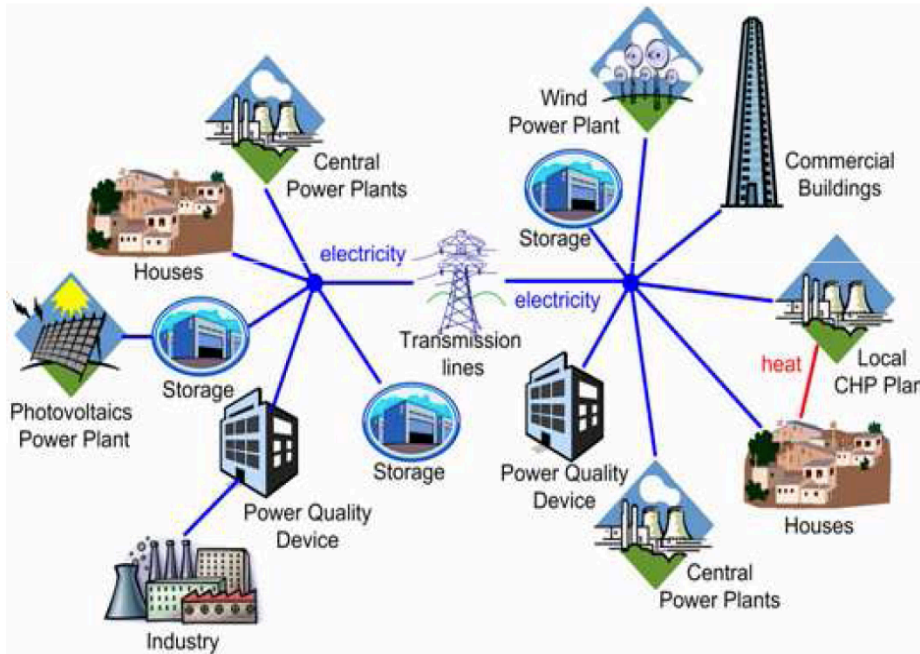 Wind
Power Plant
Central
Power Plants
Commercial
Buildings
Storage
Houses
electricity
electricity
Transmission
lines
Local
CHP Plan
heat
Storage
Photovoltaics
Power Plant
Storage
Power Quality
Device
Power Quality
Device
Houses
Central
Power Plants
Industry